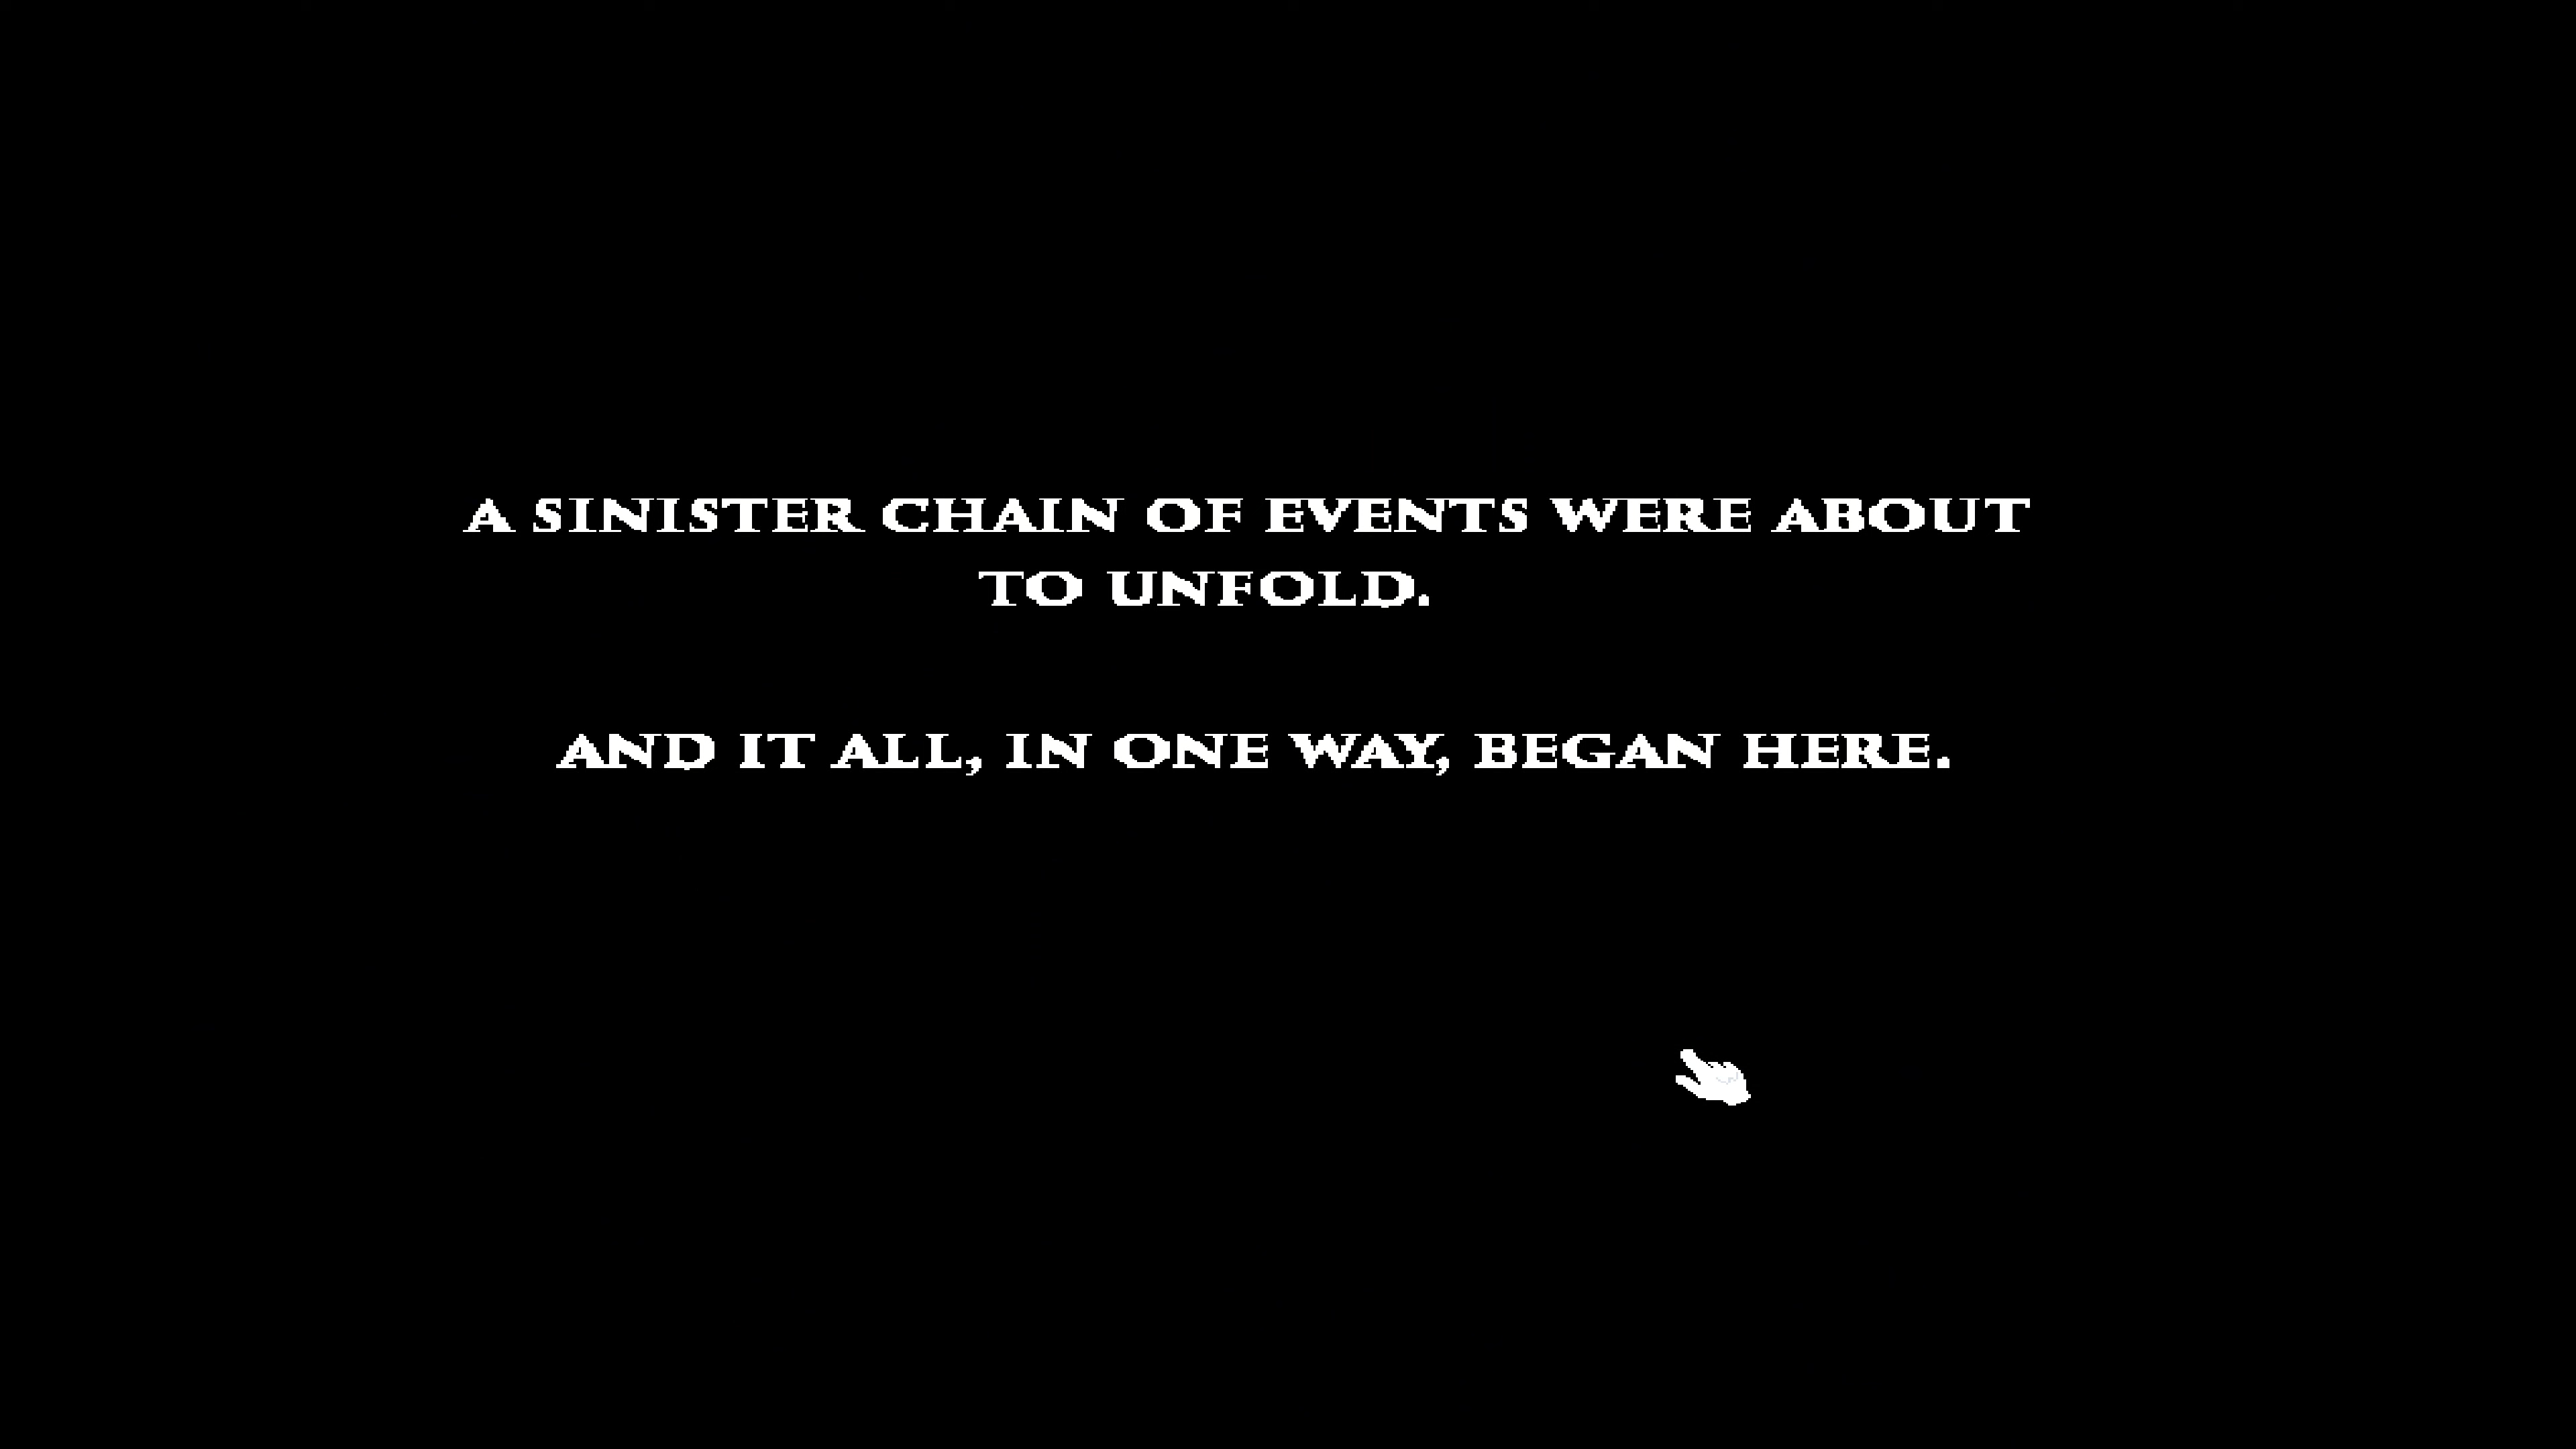 A SINISTER CHAIN OF EVENTS WERE ABOUT
TO UNFOLD.
AND IT ALL, IN ONE WAY, BEGAN HERE.